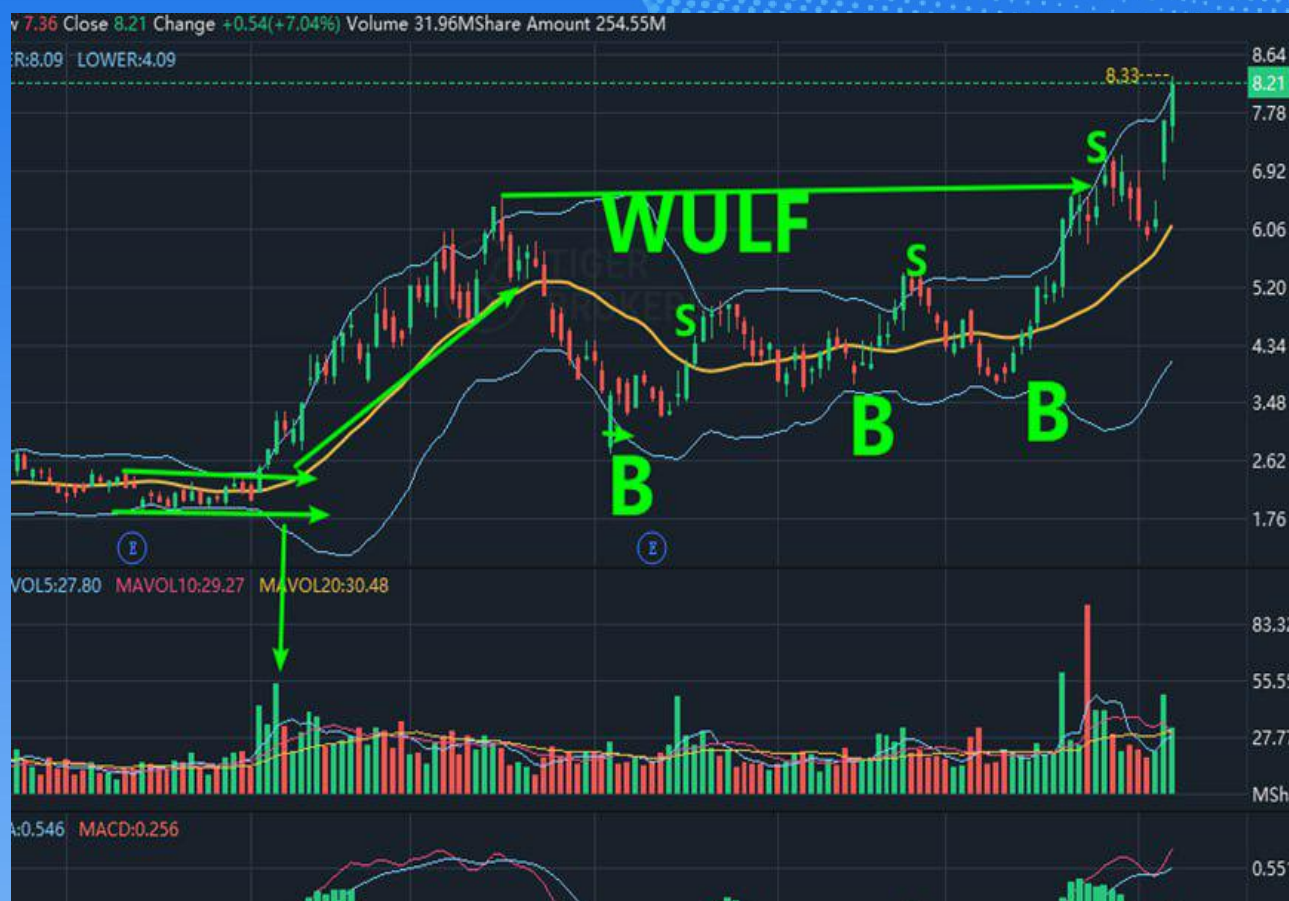 7.36 Close 8.21 Change +0.54(+7.04%) Volume 31.96MShare Amount 254.55M
R:8.09 LOWER:4.09
8.64
8.33
8.21
7.78
S
6.92
WULF
6.06
TIGER
S
5.20
S
4.34
B
B
3.48
B
2.62
1.76
E
E
VOL5:27.80 MAVOL10:29.27 MAVOL20:30.48
83.32
55.55
27.77
MSh
:0.546 MACD:0.256
0.551